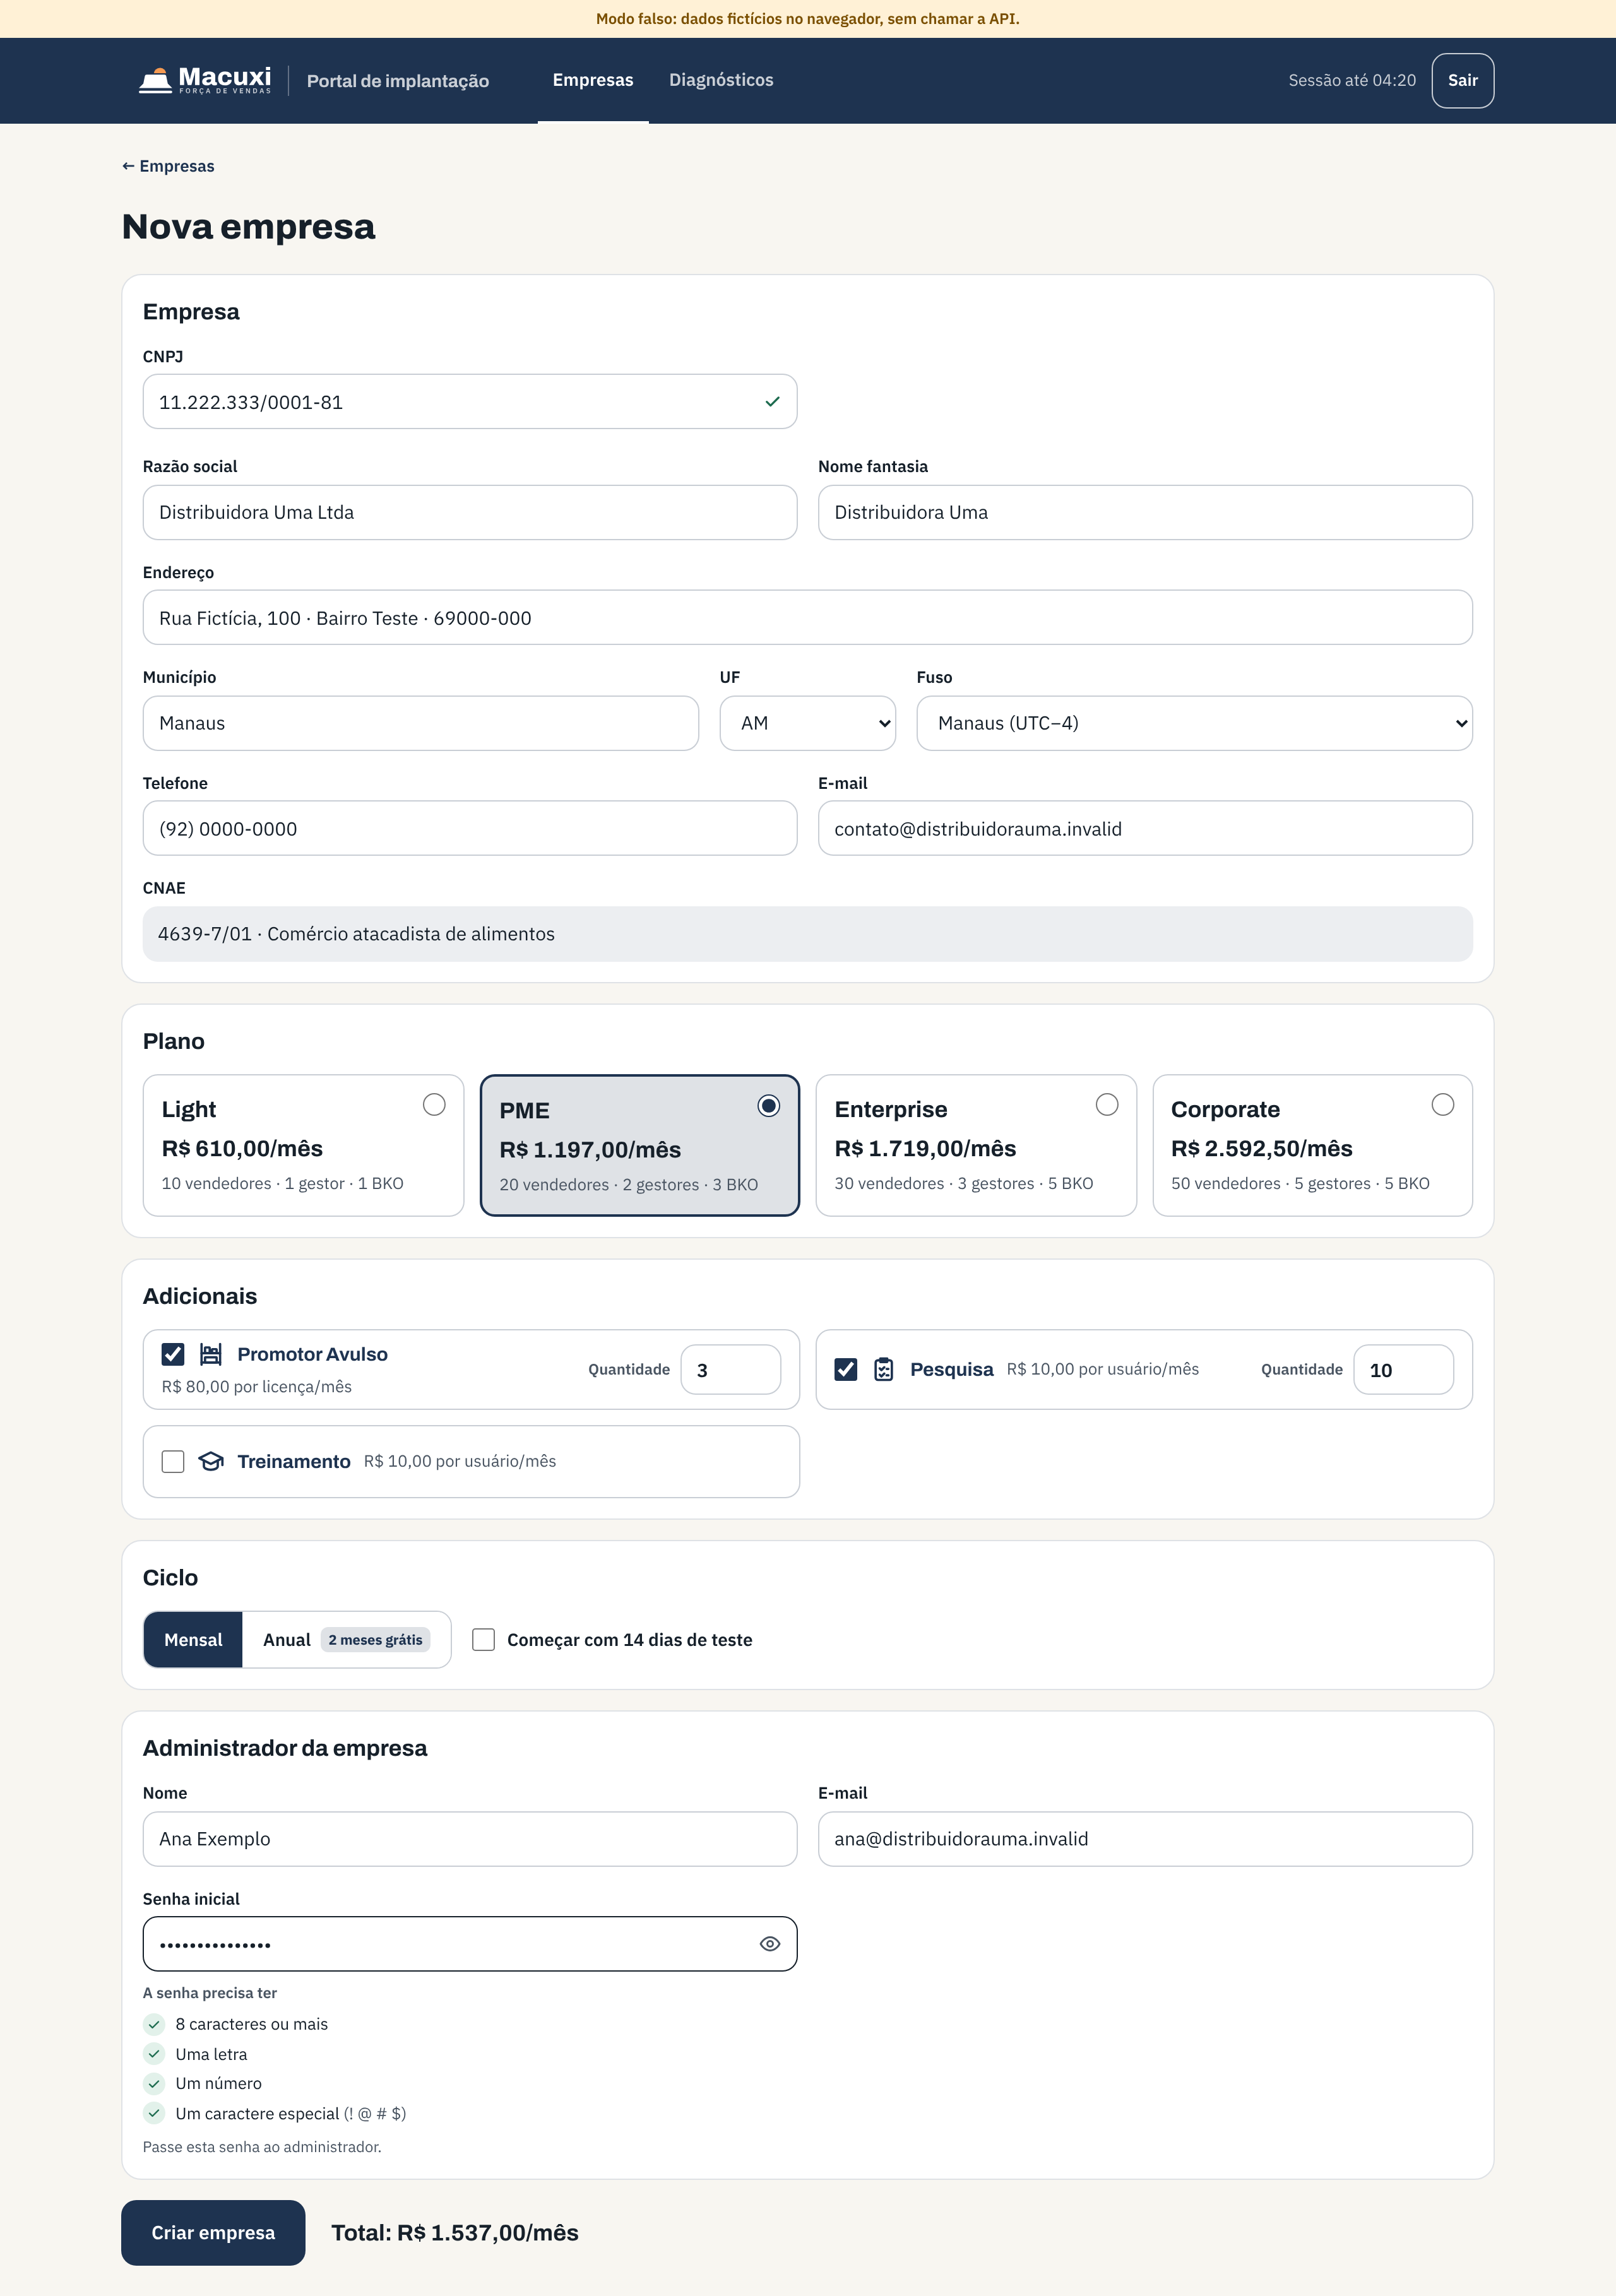 Modo falso: dados fictícios no navegador, sem chamar a API.
Macuxi
FORÇA DE VENDAS
Portal de implantação
Empresas
Diagnósticos
Sessão até 04:20
Sair
← Empresas
Nova empresa
Empresa
CNPJ
11.222.333/0001-81
Razão social
Nome fantasia
Distribuidora Uma Ltda
Distribuidora Uma
Endereço
Rua Fictícia, 100 · Bairro Teste · 69000-000
Município
UF
Fuso
Manaus
AM
Manaus (UTC−4)
Telefone
E-mail
(92) 0000-0000
contato@distribuidorauma.invalid
CNAE
4639-7/01 · Comércio atacadista de alimentos
Plano
Light
R$ 610,00/mês
10 vendedores · 1 gestor · 1 BKO
PME
R$ 1.197,00/mês
20 vendedores · 2 gestores · 3 BKO
Enterprise
R$ 1.719,00/mês
30 vendedores · 3 gestores · 5 BKO
Corporate
R$ 2.592,50/mês
50 vendedores · 5 gestores · 5 BKO
Adicionais
Promotor Avulso
R$ 80,00 por licença/mês
Quantidade
3
Pesquisa R$ 10,00 por usuário/mês
Quantidade
10
Treinamento R$ 10,00 por usuário/mês
Ciclo
Mensal
Anual 2 meses grátis
Começar com 14 dias de teste
Administrador da empresa
Nome
E-mail
Ana Exemplo
ana@distribuidorauma.invalid
Senha inicial
•••••••••••••••
A senha precisa ter
8 caracteres ou mais
Uma letra
Um número
Um caractere especial (! @ # $)
Passe esta senha ao administrador.
Criar empresa
Total: R$ 1.537,00/mês